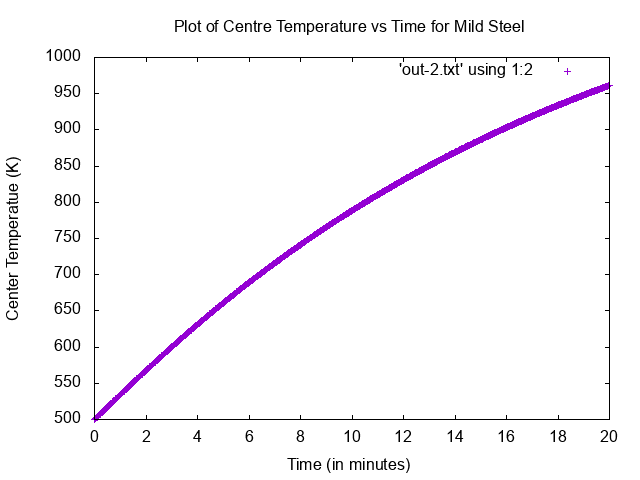 Plot of Centre Temperature vs Time for Mild Steel
1000
'out-2.txt' using 1:2
950
900
850
800
750
700
650
600
550
500
Center Temperatue (K)
0 2 4 6 8 10 12 14 16 18 20
Time (in minutes)